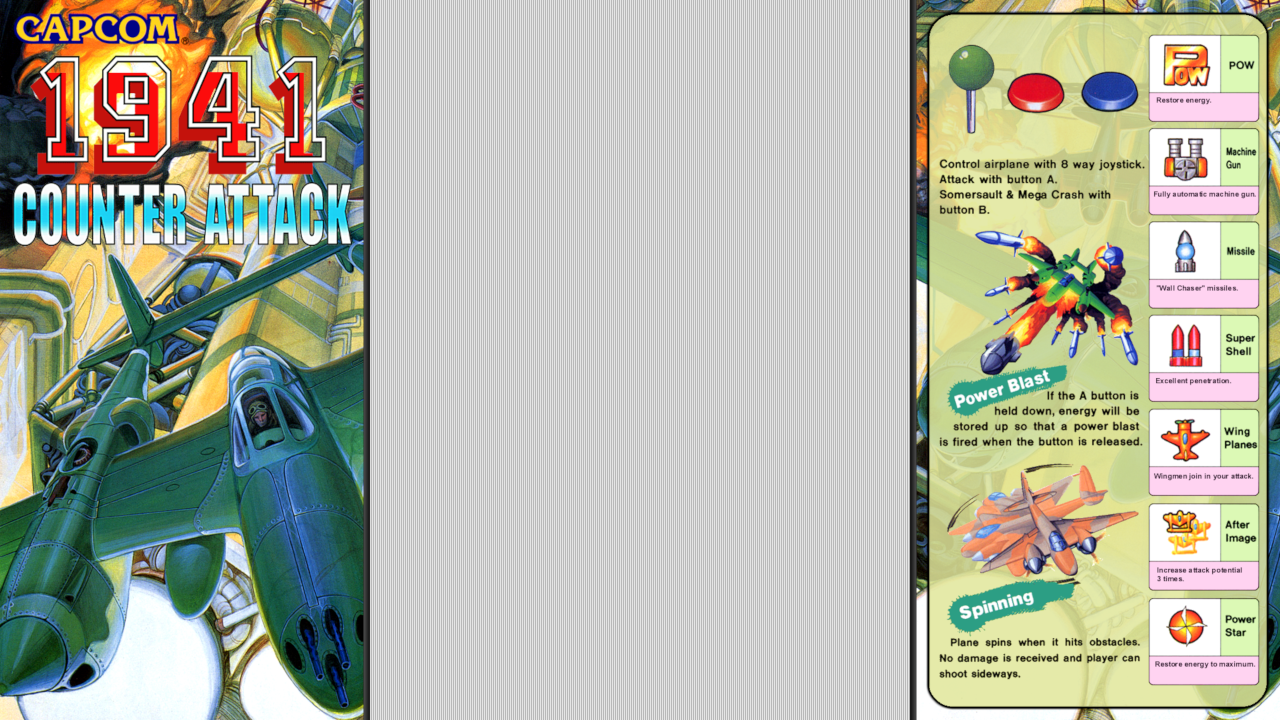 CAPCOM
1941
COUNTER ATTACK
Control airplane with 8 way joystick.
Attack with button A.
Somersault & Mega Crash with
button B.
Power Blast
If the A button is
held down, energy will be
stored up so that a power blast
is fired when the button is released.
Spinning
Plane spins when it hits obstacles.
No damage is received and player can
shoot sideways.
POW
POW
Restore energy.
Machine
Gun
Fully automatic machine gun.
Missile
"Wall Chaser" missiles.
Super
Shell
Excellent penetration.
Wing
Planes
Wingmen join in your attack.
After
Image
Increase attack potential
3 times.
Power
Star
Restore energy to maximum.